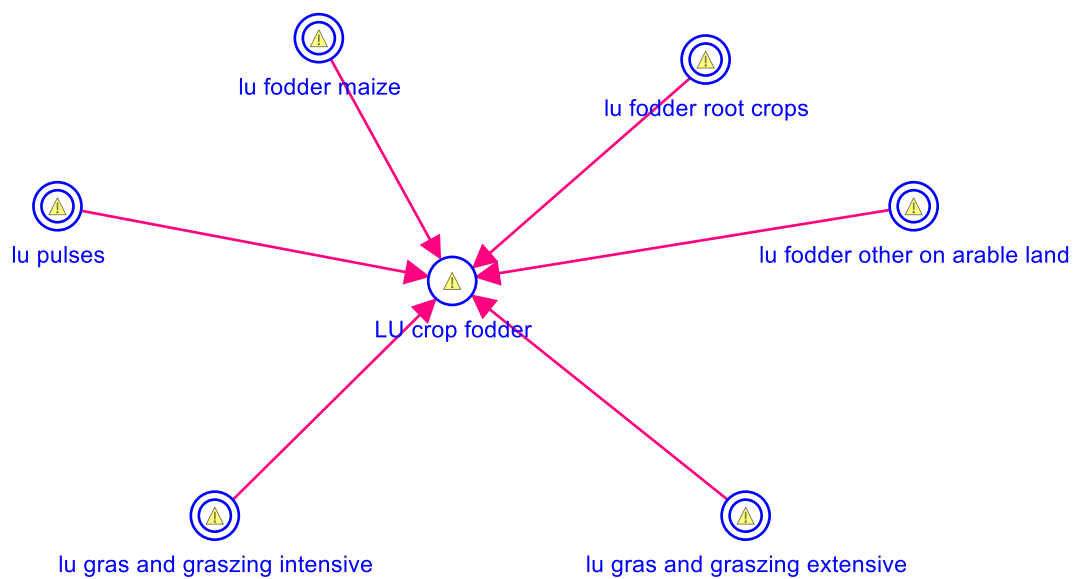 lu fodder maize
lu fodder root crops
lu pulses
lu fodder other on arable land
LU crop fodder
lu gras and graszing intensive
lu gras and graszing extensive